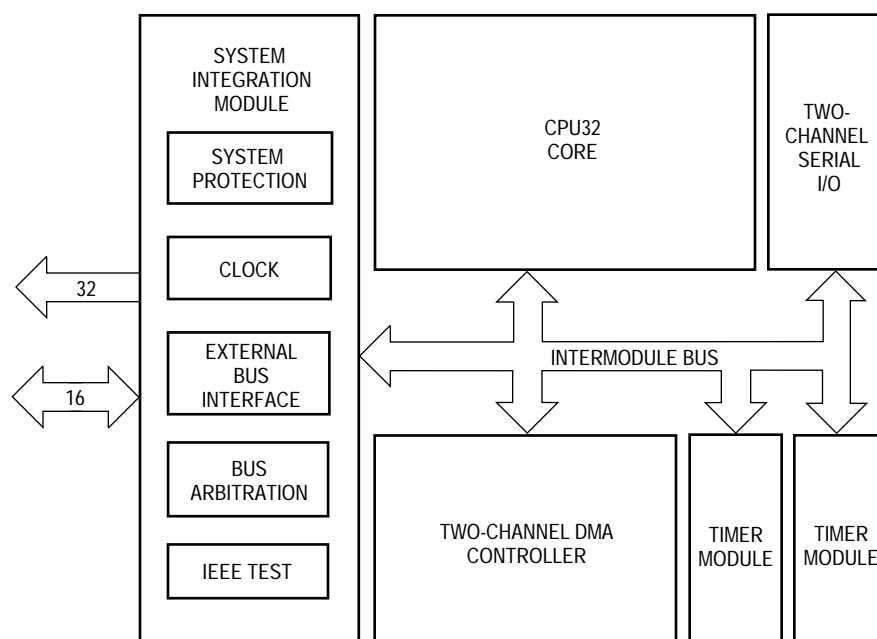 SYSTEM
INTEGRATION
MODULE
SYSTEM
PROTECTION
CLOCK
EXTERNAL
BUS
INTERFACE
BUS
ARBITRATION
IEEE TEST
32
16
CPU32
CORE
TWO-
CHANNEL
SERIAL
I/O
INTERMODULE BUS
TWO-CHANNEL DMA
CONTROLLER
TIMER
MODULE
TIMER
MODULE